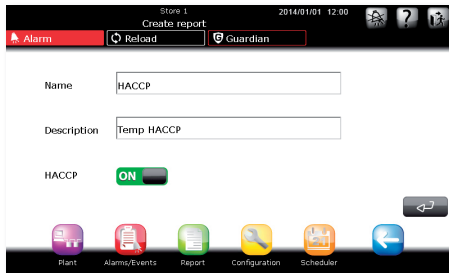 Store 1
2014/01/01 12:00
Create report
Alarm
Reload
Guardian
Name
HACCP
Description
Temp HACCP
HACCP
ON
Plant
Alarms/Events
Report
Configuration
Scheduler